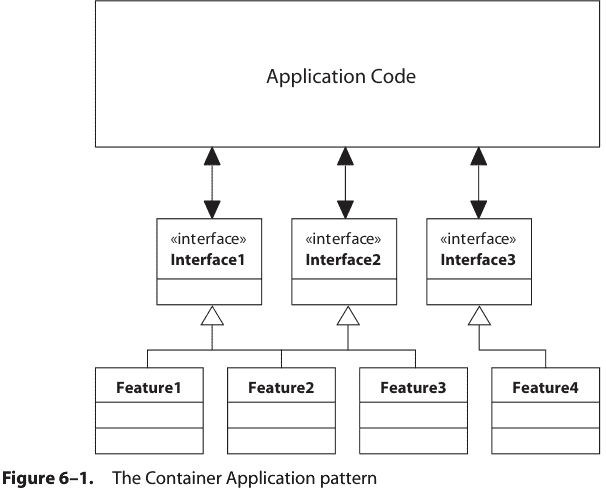 Application Code
«interface» «interface» «interface»
Interface1 Interface2 Interface3
Feature1 Feature2 Feature3 Feature4
Figure 6–1. The Container Application pattern